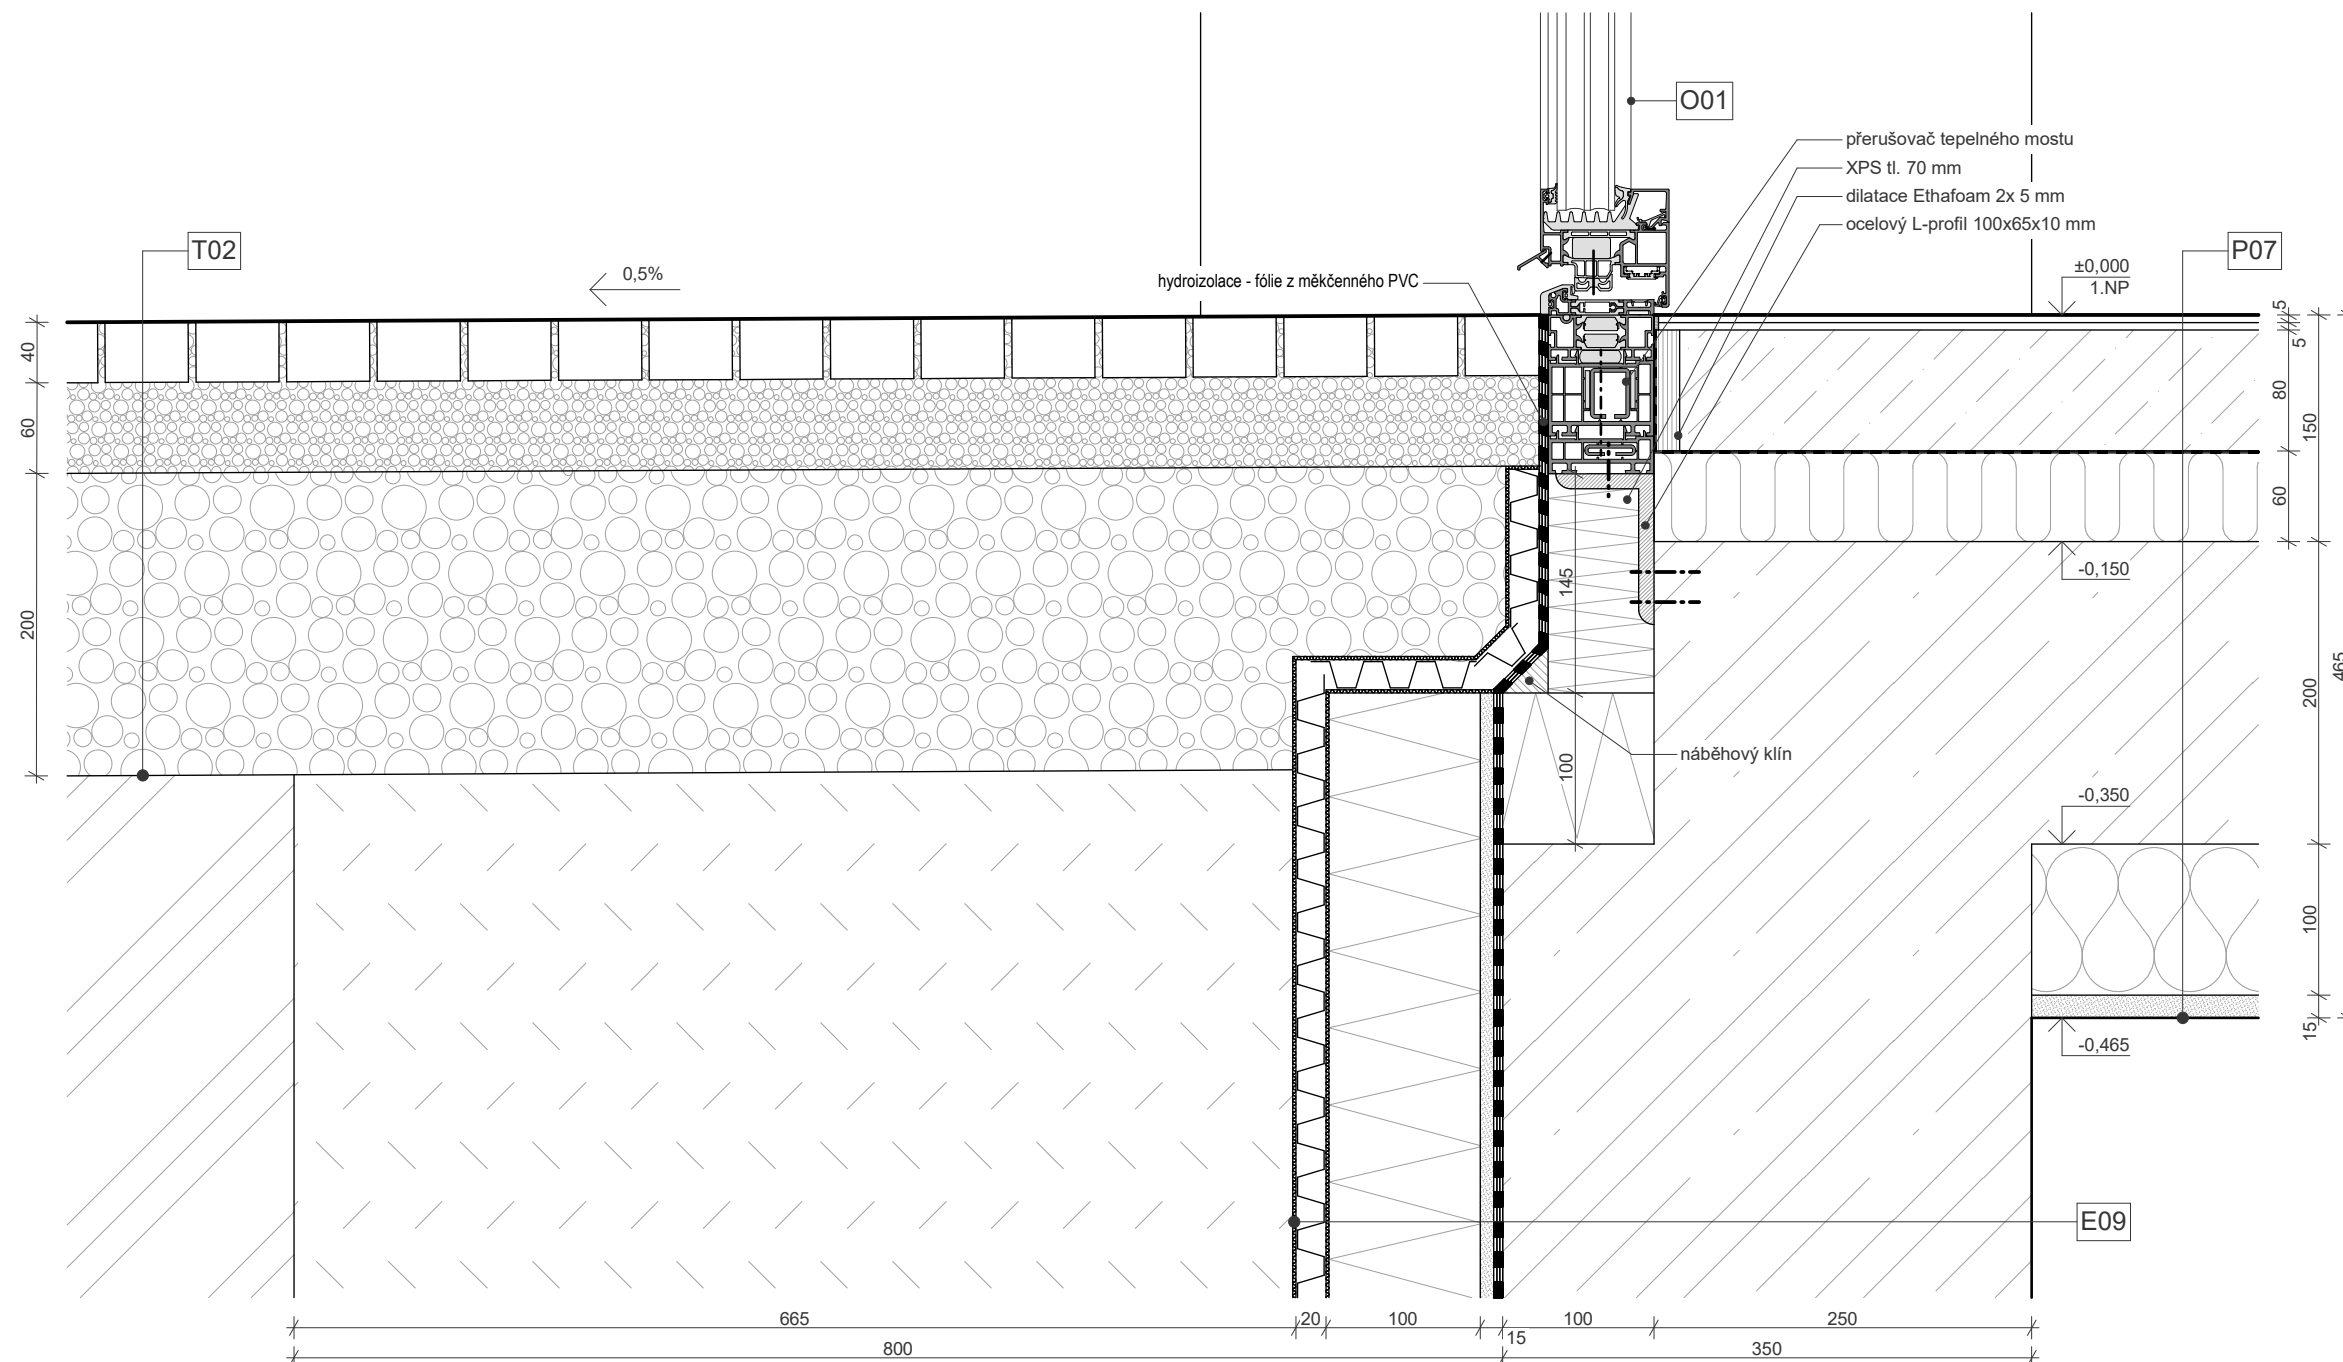 O01
přerušovač tepelného mostu
XPS tl. 70 mm
dilatace Ethafoam 2x 5 mm
ocelový L-profil 100x65x10 mm
T02
P07
0,5%
hydroizolace - fólie z měkčenného PVC
±0,000
1.NP
5
5
40
80
150
60
60
-0,150
145
200
465
200
náběhový klín
100
-0,350
100
15
-0,465
E09
665
20
100
15
100
250
800
350